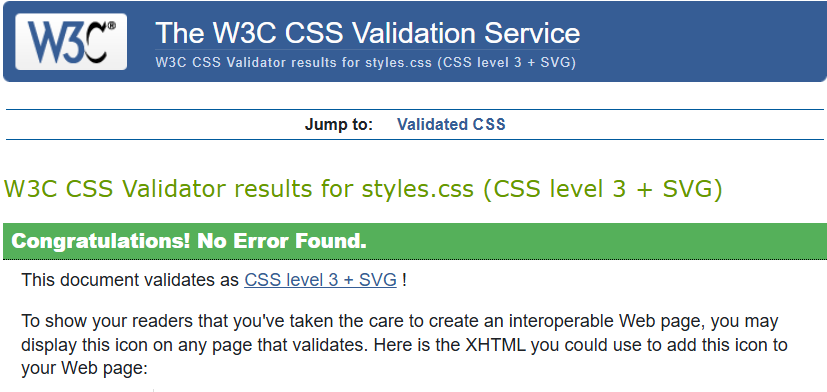 W3C®
The W3C CSS Validation Service
W3C CSS Validator results for styles.css (CSS level 3 + SVG)
Jump to: Validated CSS
W3C CSS Validator results for styles.css (CSS level 3 + SVG)
Congratulations! No Error Found.
This document validates as CSS level 3 + SVG !
To show your readers that you've taken the care to create an interoperable Web page, you may
display this icon on any page that validates. Here is the XHTML you could use to add this icon to
your Web page: